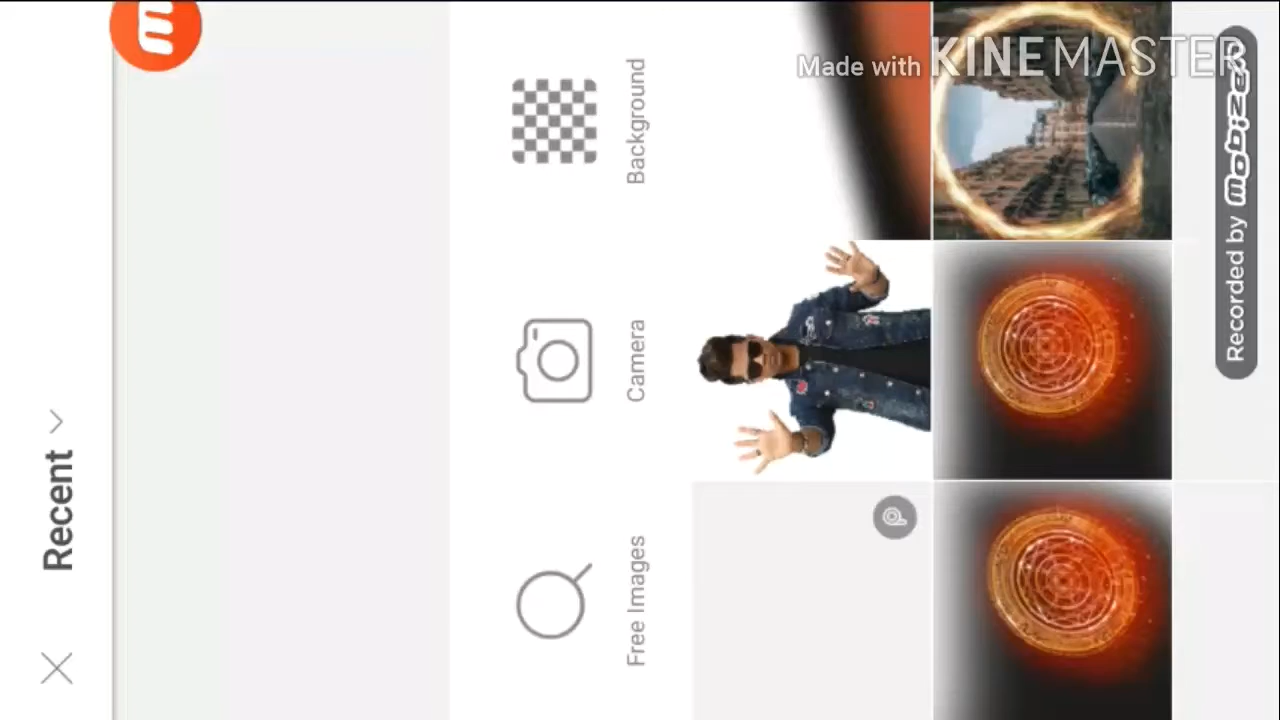 Recent
Free Images
Camera
Background
Made with KINEMASTER
Recorded by mobizen